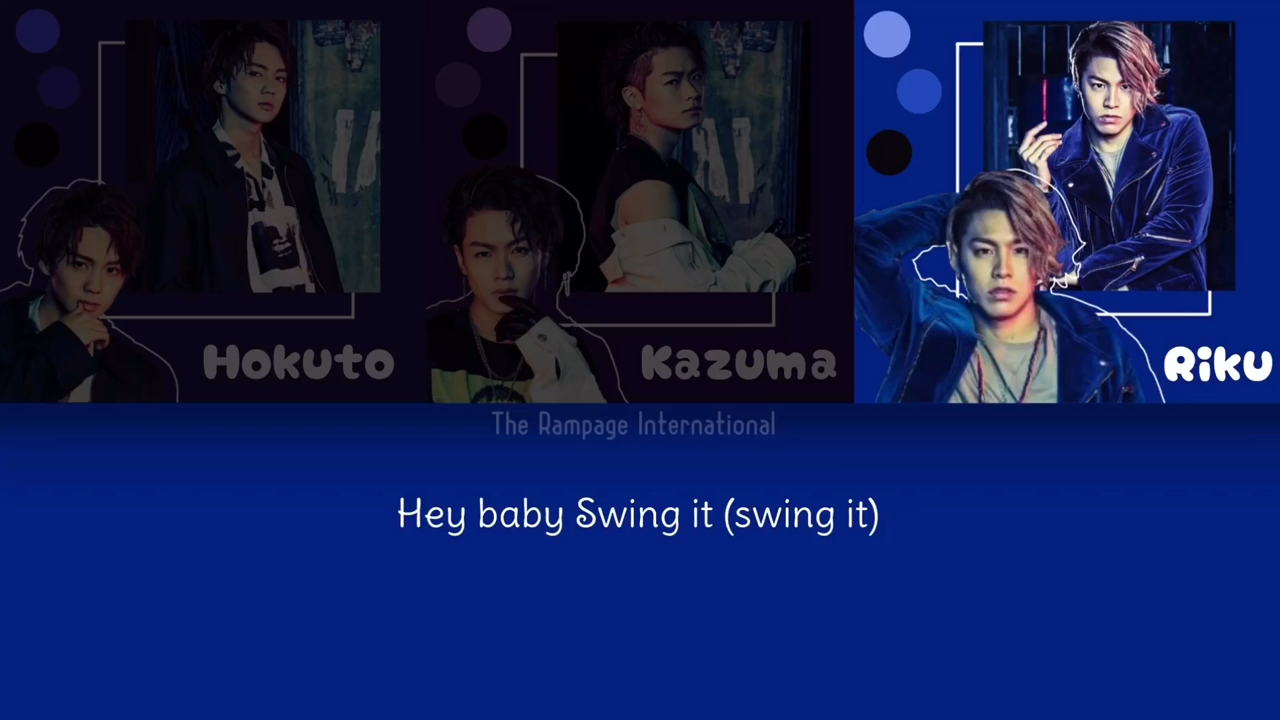 Hokuto
Kazuma
Riku
The Rampage International
Hey baby Swing it (swing it)